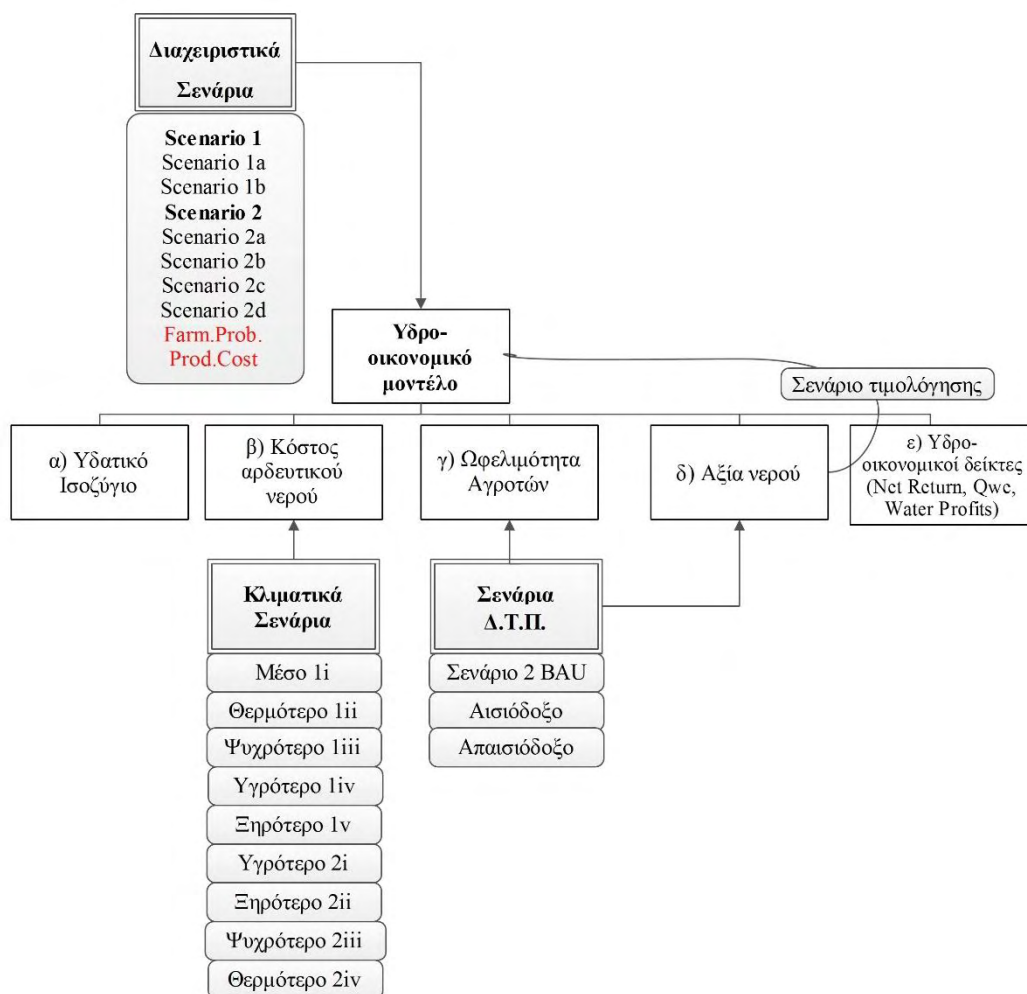 Διαχειριστικά
Σενάρια
Scenario 1
Scenario 1a
Scenario 1b
Scenario 2
Scenario 2a
Scenario 2b
Scenario 2c
Scenario 2d
Farm.Prob.
Prod.Cost
Υδρο-
οικονομικό
μοντέλο
Σενάριο τιμολόγησης
α) Υδατικό
Ισοζύγιο
β) Κόστος
αρδευτικού
νερού
γ) Ωφελιμότητα
Αγροτών
δ) Αξία νερού
ε) Υδρο-
οικονομικοί δείκτες
(Net Return, Qwc,
Water Profits)
Κλιματικά
Σενάρια
Μέσο 1i
Θερμότερο 1ii
Ψυχρότερο 1iii
Υγρότερο 1iv
Ξηρότερο 1v
Υγρότερο 2i
Ξηρότερο 2ii
Ψυχρότερο 2iii
Θερμότερο 2iv
Σενάρια
Δ.Τ.Π.
Σενάριο 2 BAU
Αισιόδοξο
Απαισιόδοξο